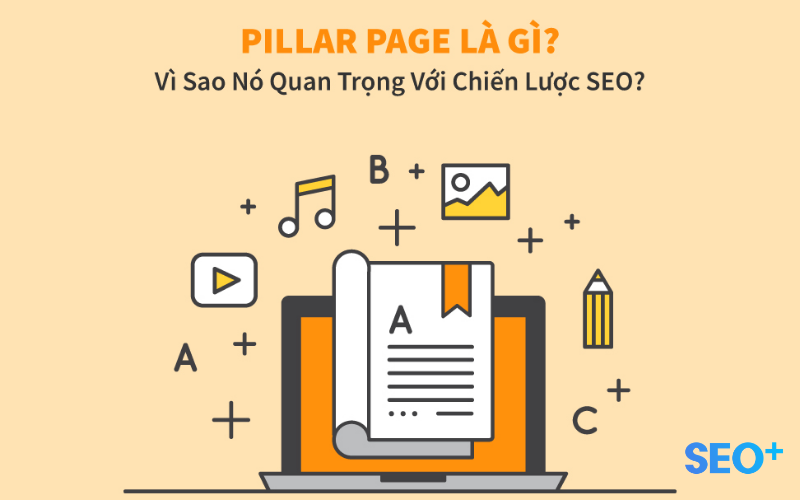 PILLAR PAGE LÀ GÌ?
Vì Sao Nó Quan Trọng Với Chiến Lược SEO?
B
A
A
C
SEO+